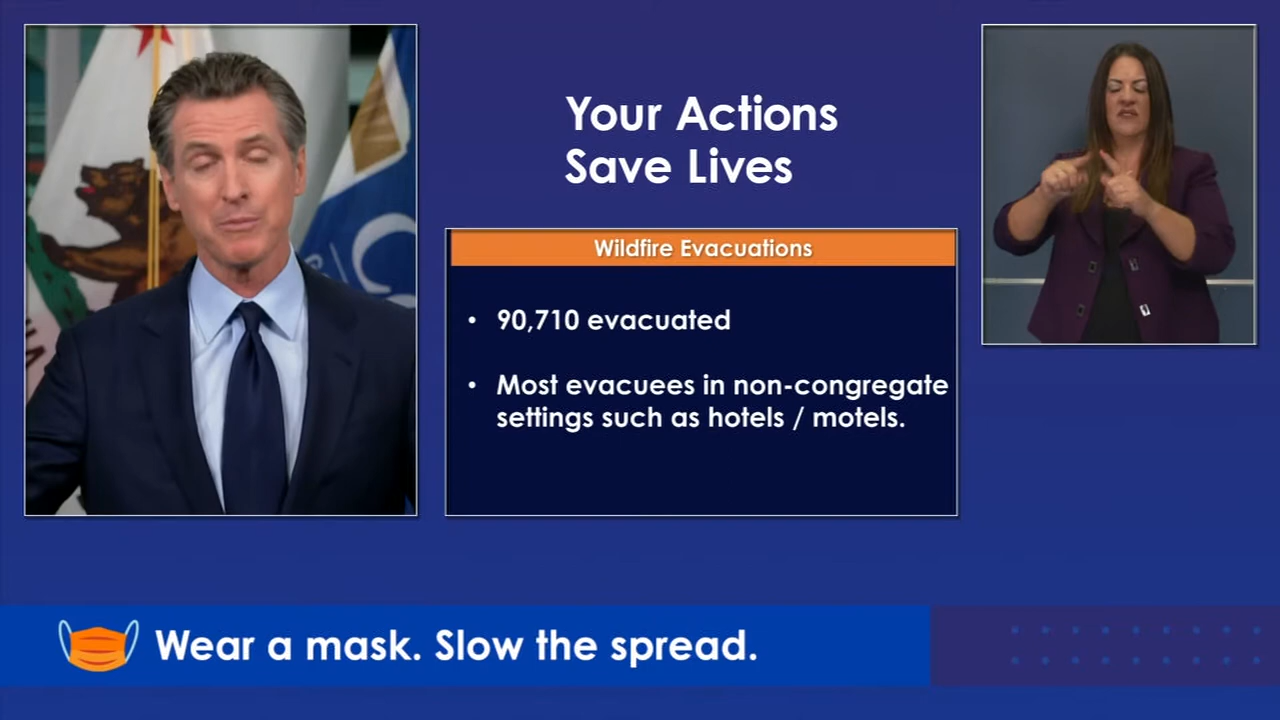 Your Actions
Save Lives
Wildfire Evacuations
• 90,710 evacuated
• Most evacuees in non-congregate
settings such as hotels / motels.
Wear a mask. Slow the spread.